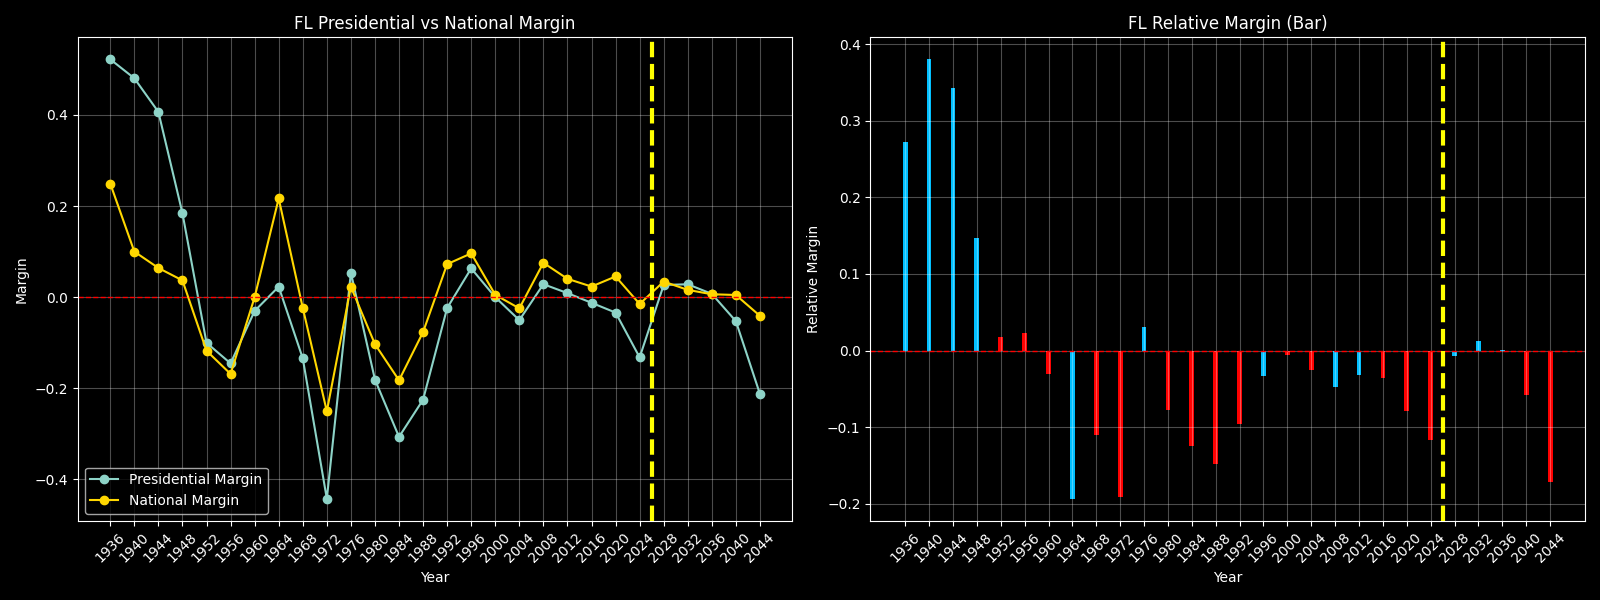 FL Presidential vs National Margin
Margin
0.4
0.2
0.0
−0.2
−0.4
Presidential Margin
National Margin
1936 1940 1944 1948 1952 1956 1960 1964 1968 1972 1976 1980 1984 1988 1992 1996 2000 2004 2008 2012 2016 2020 2024 2028 2032 2036 2040 2044
Year
FL Relative Margin (Bar)
Relative Margin
0.4
0.3
0.2
0.1
0.0
−0.1
−0.2
1936 1940 1944 1948 1952 1956 1960 1964 1968 1972 1976 1980 1984 1988 1992 1996 2000 2004 2008 2012 2016 2020 2024 2028 2032 2036 2040 2044
Year